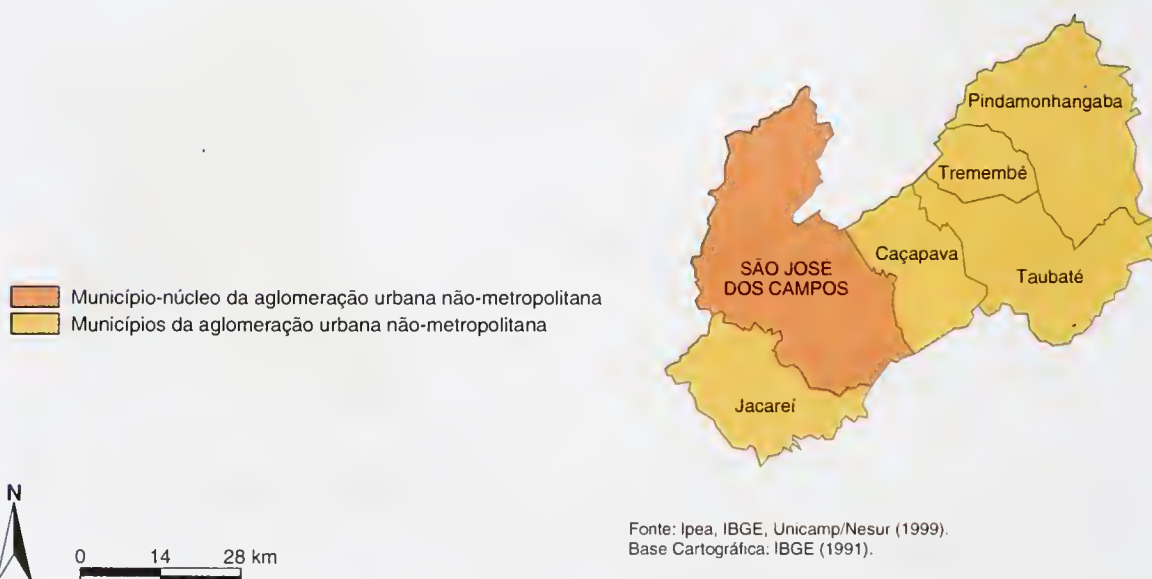 Pindamonhangaba
Tremembé
Caçapava
SÃO JOSÉ
DOS CAMPOS
Taubaté
Município-núcleo da aglomeração urbana não-metropolitana
Municípios da aglomeração urbana não-metropolitana
Jacareí
N
0 14 28 km
Fonte: Ipea, IBGE, Unicamp/Nesur (1999).
Base Cartográfica: IBGE (1991).